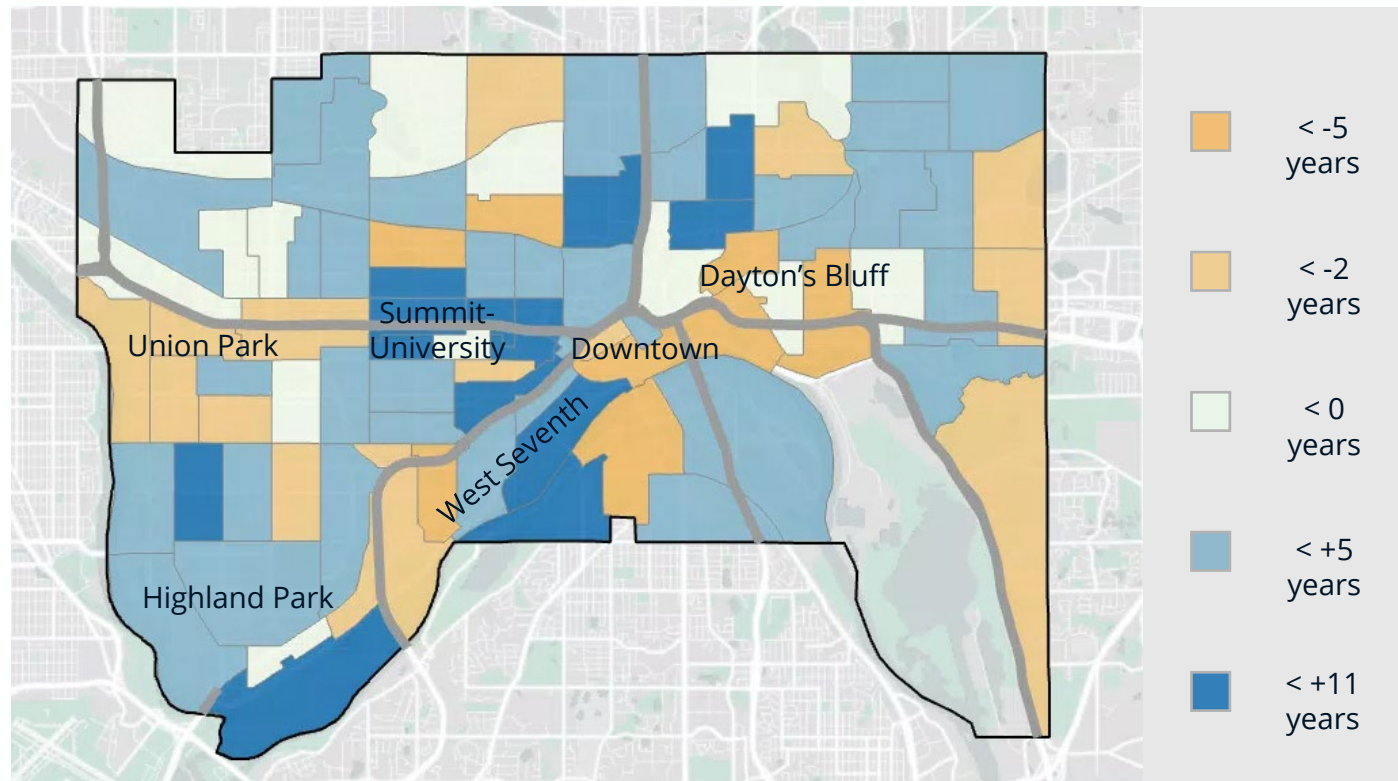 Dayton's Bluff
Summit-
University
Union Park
Downtown
West Seventh
Highland Park
< -5
years
< -2
years
< 0
years
< +5
years
< +11
years